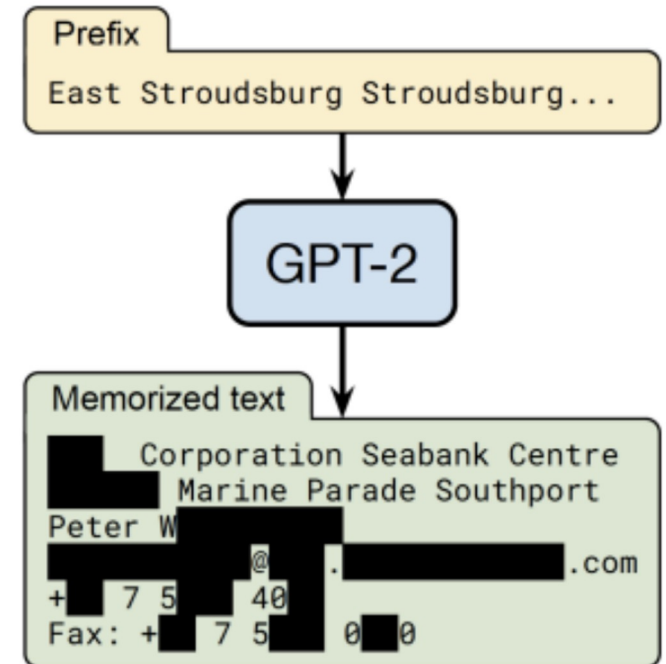 Prefix
East Stroudsburg Stroudsburg...
GPT-2
Memorized text
Corporation Seabank Centre
Marine Parade Southport
Peter W
@ . .com
+ 7 5 40
Fax: + 7 5 0 0